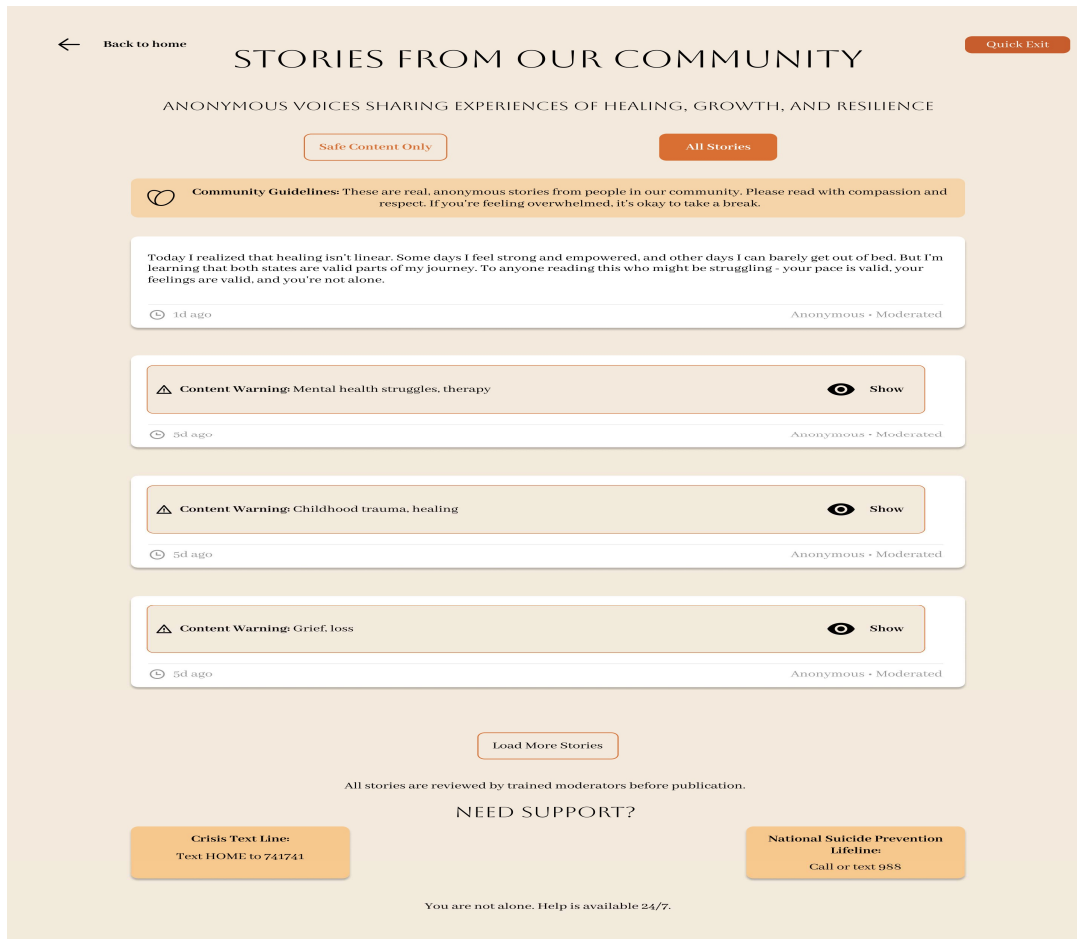 Back to home
STORIES FROM OUR COMMUNITY
Quick Exit
ANONYMOUS VOICES SHARING EXPERIENCES OF HEALING, GROWTH, AND RESILIENCE
Safe Content Only
All Stories
Community Guidelines: These are real, anonymous stories from people in our community. Please read with compassion and
respect. If you're feeling overwhelmed, it's okay to take a break.
Today I realized that healing isn't linear. Some days I feel strong and empowered, and other days I can barely get out of bed. But I'm
learning that both states are valid parts of my journey. To anyone reading this who might be struggling - your pace is valid, your
feelings are valid, and you're not alone.
1d ago
Anonymous • Moderated
Content Warning: Mental health struggles, therapy
Show
5d ago
Anonymous • Moderated
Content Warning: Childhood trauma, healing
Show
5d ago
Anonymous • Moderated
Content Warning: Grief, loss
Show
5d ago
Anonymous • Moderated
Load More Stories
All stories are reviewed by trained moderators before publication.
NEED SUPPORT?
Crisis Text Line:
Text HOME to 741741
National Suicide Prevention
Lifeline:
Call or text 988
You are not alone. Help is available 24/7.